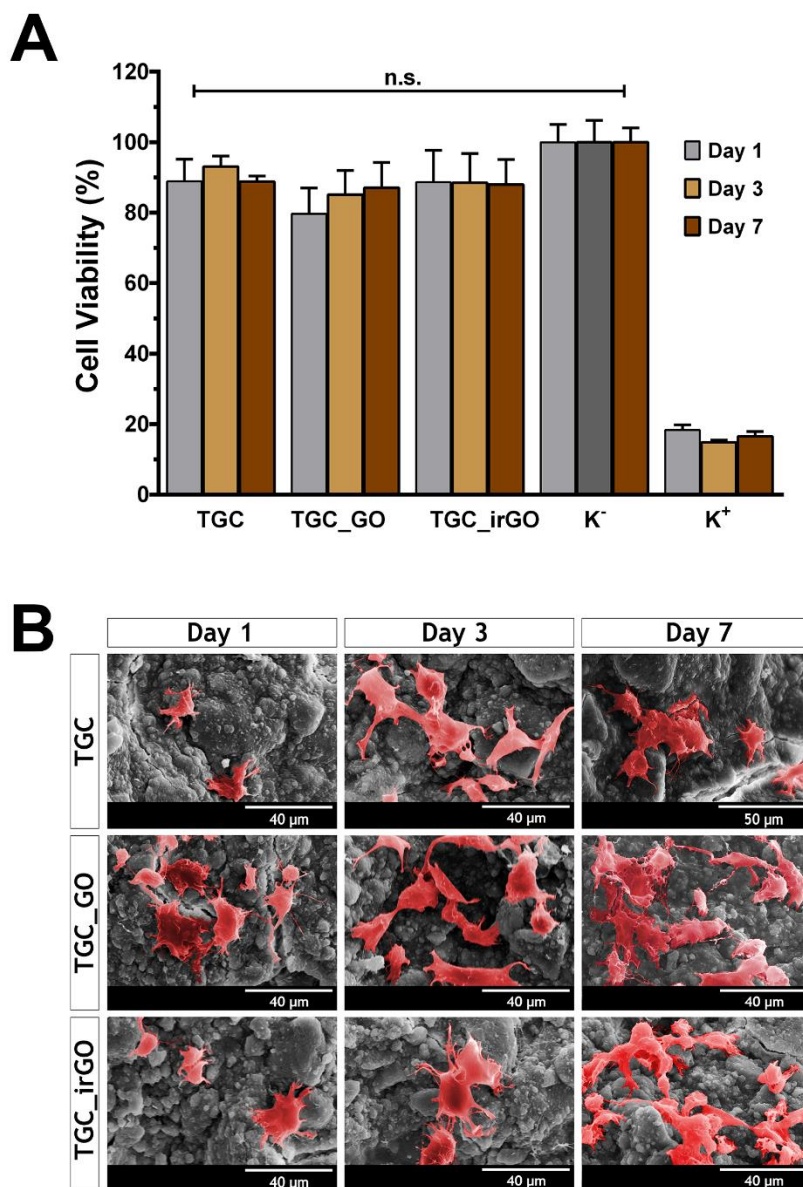 A
n.s.
120
100
80
60
40
20
0
Cell Viability (%)
Day 1
Day 3
Day 7
TGC TGC_GO TGC_irGO K⁻ K⁺
B
Day 1 Day 3 Day 7
TGC
40 µm 40 µm 50 µm
TGC_GO
40 µm 40 µm 40 µm
TGC_irGO
40 µm 40 µm 40 µm